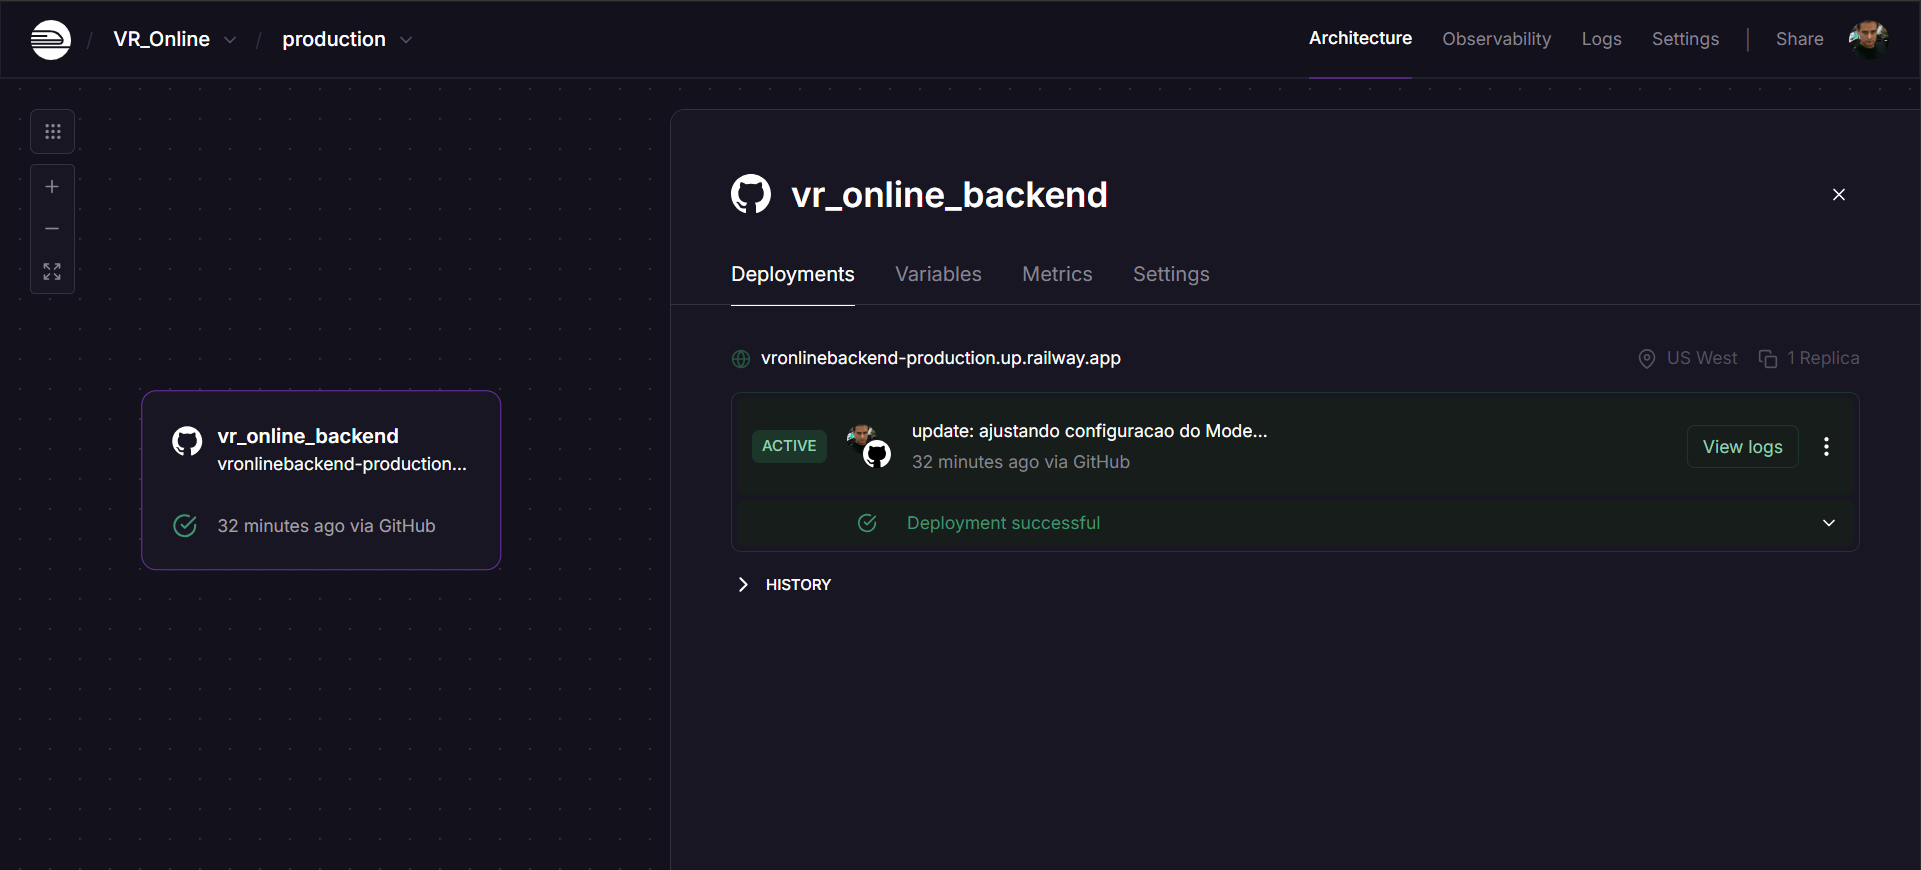 / VR_Online / production
Architecture Observability Logs Settings | Share
vr_online_backend
Deployments Variables Metrics Settings
vronlinebackend-production.up.railway.app US West 1 Replica
vr_online_backend
vronlinebackend-production...
32 minutes ago via GitHub
ACTIVE update: ajustando configuracao do Mode... View logs
32 minutes ago via GitHub
Deployment successful
HISTORY